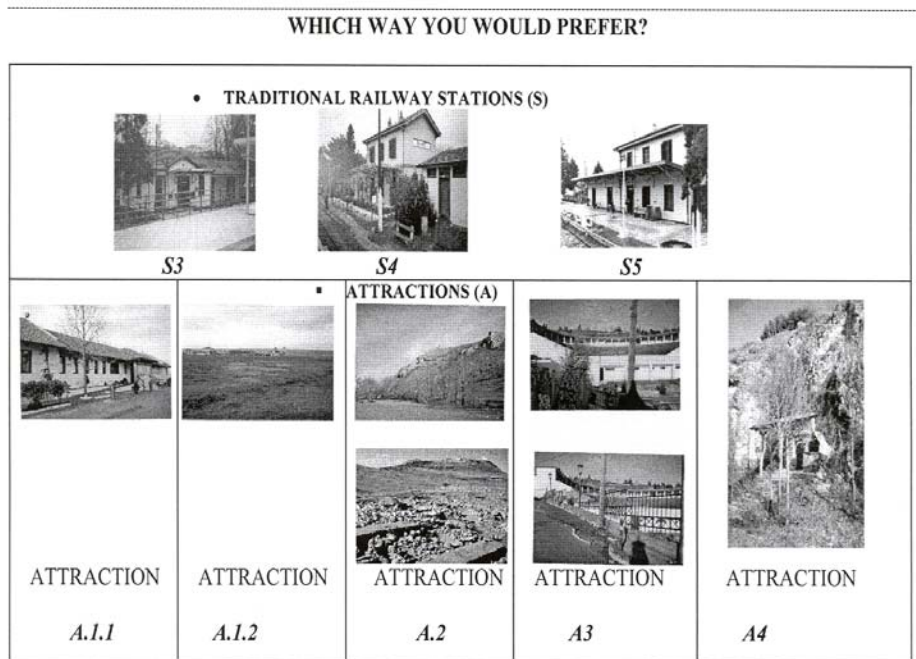 WHICH WAY YOU WOULD PREFER?
• TRADITIONAL RAILWAY STATIONS (S)
S3 S4 S5
▪ ATTRACTIONS (A)
ATTRACTION ATTRACTION ATTRACTION ATTRACTION ATTRACTION
A.1.1 A.1.2 A.2 A3 A4